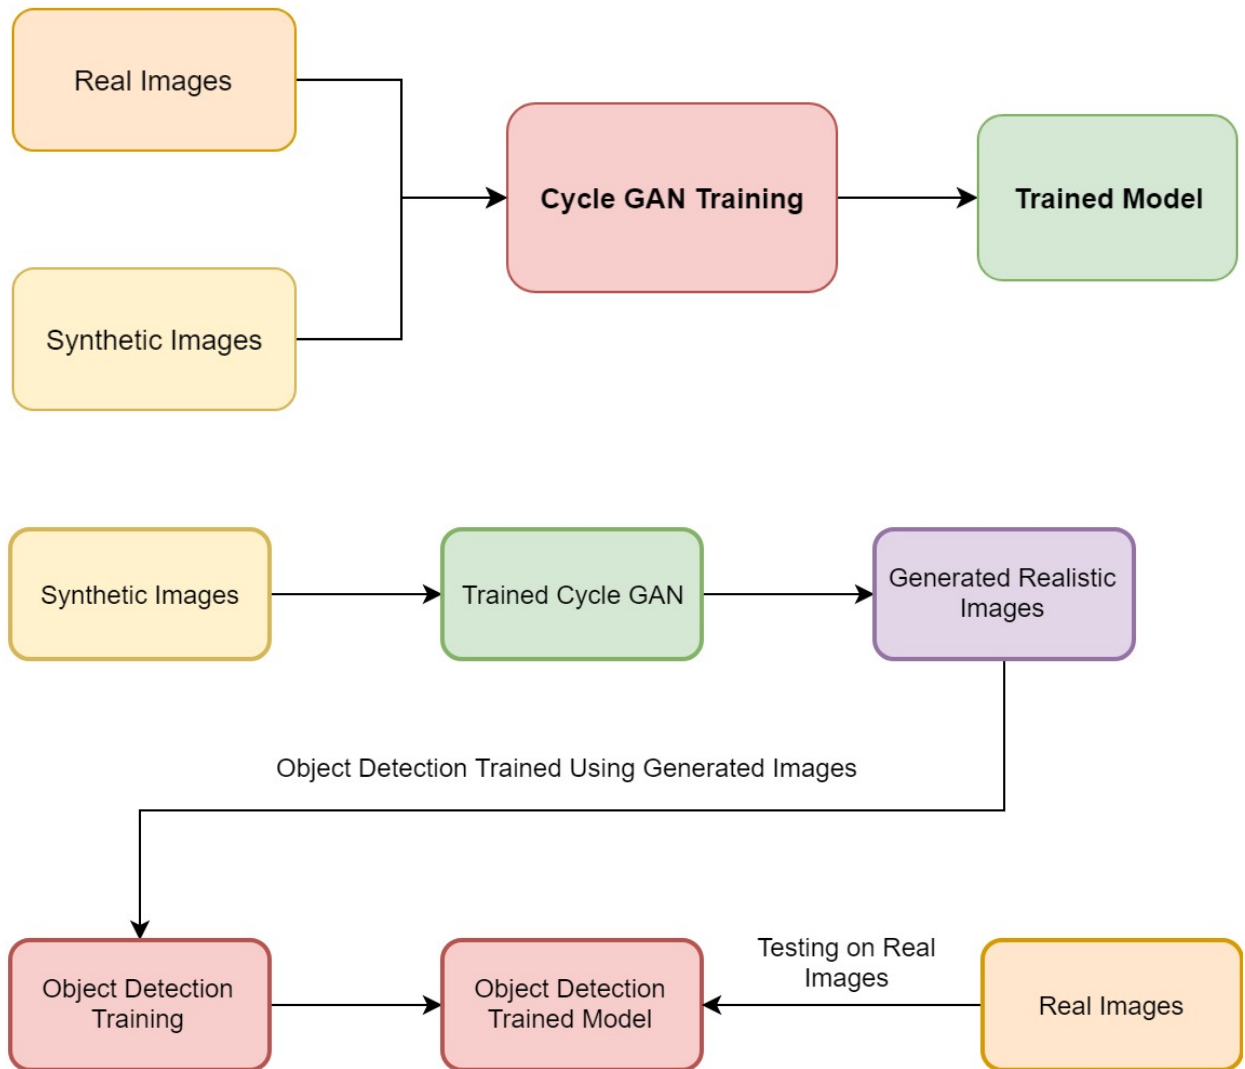 Real Images
Cycle GAN Training
Trained Model
Synthetic Images
Synthetic Images
Trained Cycle GAN
Generated Realistic
Images
Object Detection Trained Using Generated Images
Object Detection
Training
Object Detection
Trained Model
Testing on Real
Images
Real Images